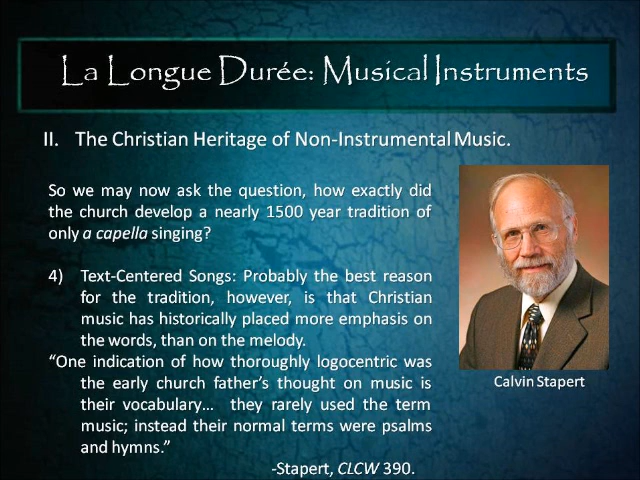 La Longue Durée: Musical Instruments
II. The Christian Heritage of Non-Instrumental Music.
So we may now ask the question, how exactly did
the church develop a nearly 1500 year tradition of
only a capella singing?
4) Text-Centered Songs: Probably the best reason
for the tradition, however, is that Christian
music has historically placed more emphasis on
the words, than on the melody.
“One indication of how thoroughly logocentric was
the early church father’s thought on music is
their vocabulary… they rarely used the term
music; instead their normal terms were psalms
and hymns.”
-Stapert, CLCW 390.
Calvin Stapert